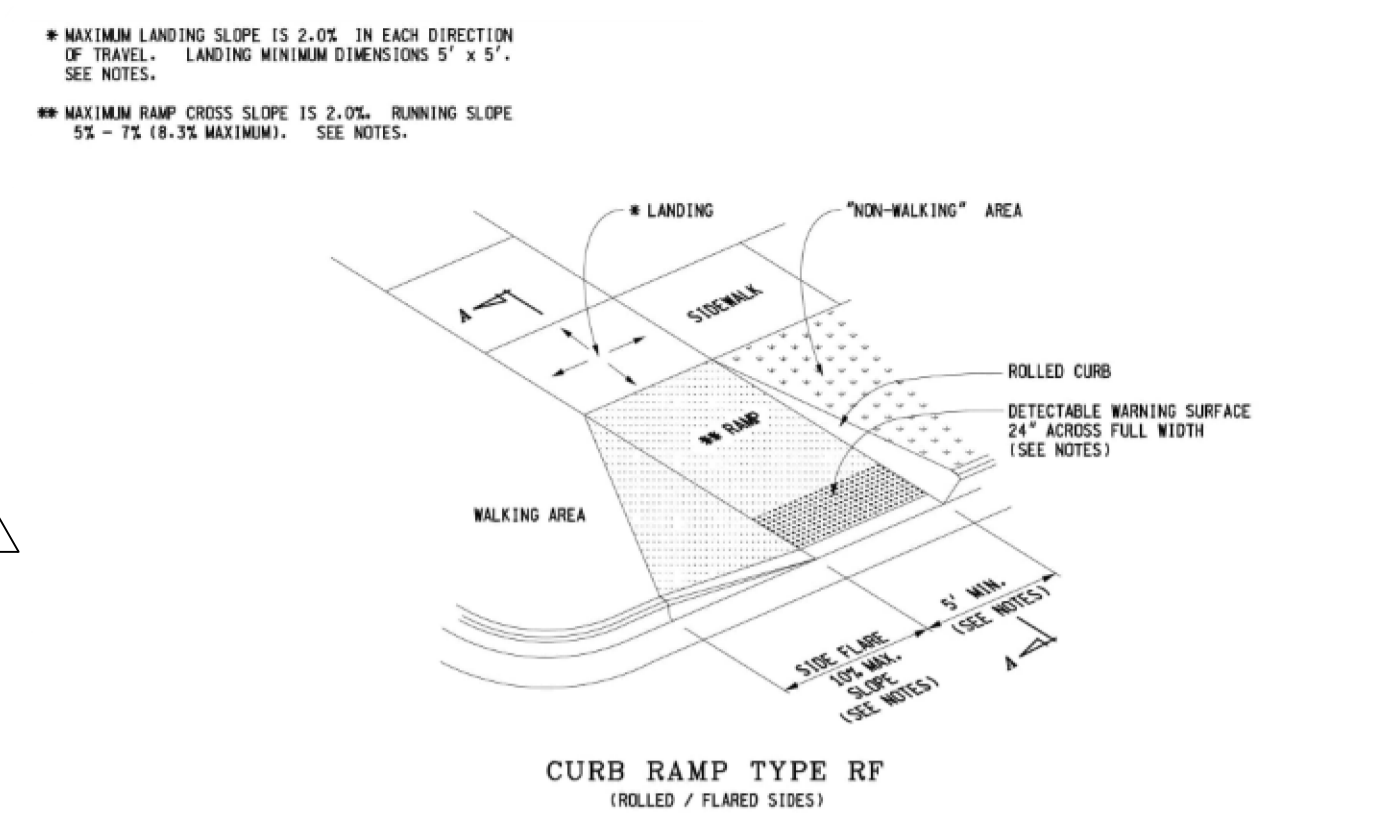 * MAXIMUM LANDING SLOPE IS 2.0% IN EACH DIRECTION
OF TRAVEL. LANDING MINIMUM DIMENSIONS 5' x 5'.
SEE NOTES.
** MAXIMUM RAMP CROSS SLOPE IS 2.0%. RUNNING SLOPE
5% - 7% (8.3% MAXIMUM). SEE NOTES.
* LANDING
"NON-WALKING" AREA
A
SIDEWALK
ROLLED CURB
DETECTABLE WARNING SURFACE
24" ACROSS FULL WIDTH
(SEE NOTES)
** RAMP
WALKING AREA
5' MIN.
(SEE NOTES)
SIDE FLARE
10% MAX.
SLOPE
(SEE NOTES)
A
CURB RAMP TYPE RF
(ROLLED / FLARED SIDES)